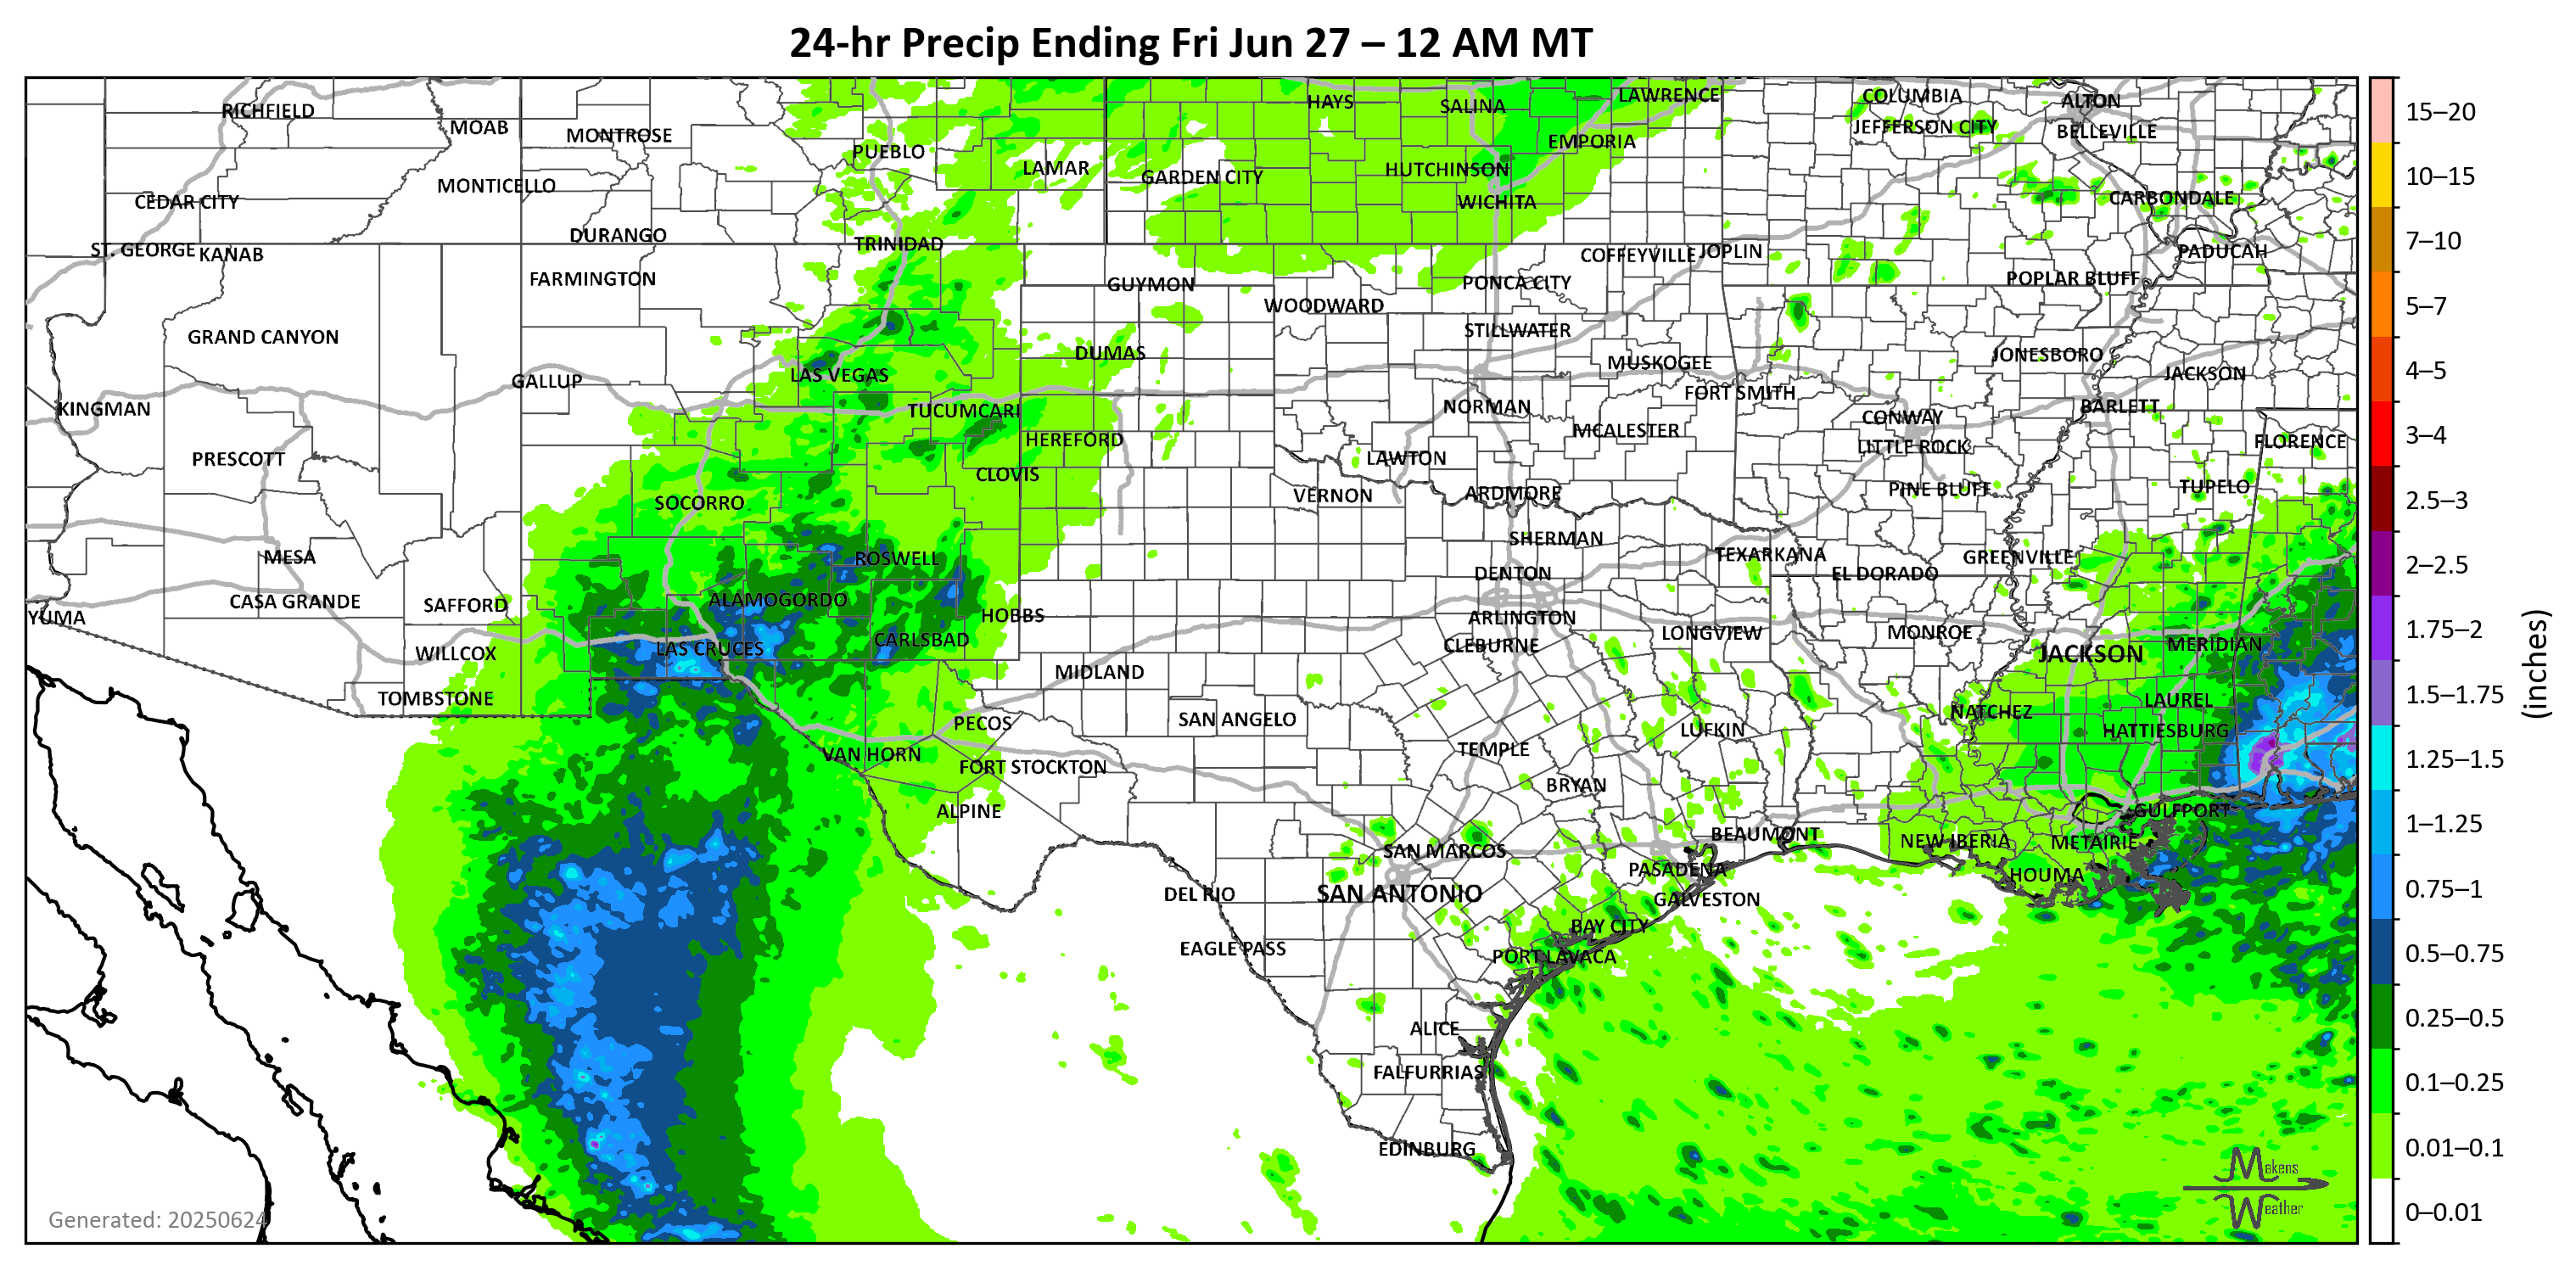 24-hr Precip Ending Fri Jun 27 – 12 AM MT
RICHFIELD
MOAB
MONTROSE
PUEBLO
LAMAR
HAYS
SALINA
LAWRENCE
COLUMBIA
ALTON
JEFFERSON CITY
BELLEVILLE
EMPORIA
HUTCHINSON
GARDEN CITY
WICHITA
MONTICELLO
CEDAR CITY
CARBONDALE
DURANGO
TRINIDAD
ST. GEORGE
KANAB
COFFEYVILLE
JOPLIN
PADUCAH
FARMINGTON
GUYMON
PONCA CITY
POPLAR BLUFF
WOODWARD
STILLWATER
GRAND CANYON
DUMAS
MUSKOGEE
JONESBORO
LAS VEGAS
GALLUP
JACKSON
FORT SMITH
KINGMAN
TUCUMCARI
NORMAN
CONWAY
BARLETT
MCALESTER
HEREFORD
LITTLE ROCK
FLORENCE
PRESCOTT
LAWTON
CLOVIS
VERNON
ARDMORE
PINE BLUFF
TUPELO
SOCORRO
SHERMAN
MESA
ROSWELL
TEXARKANA
GREENVILLE
DENTON
EL DORADO
CASA GRANDE
SAFFORD
ALAMOGORDO
HOBBS
ARLINGTON
YUMA
CARLSBAD
CLEBURNE
LONGVIEW
MONROE
MERIDIAN
WILLCOX
LAS CRUCES
JACKSON
MIDLAND
TOMBSTONE
LAUREL
NATCHEZ
PECOS
SAN ANGELO
LUFKIN
HATTIESBURG
VAN HORN
TEMPLE
FORT STOCKTON
BRYAN
ALPINE
GULFPORT
BEAUMONT
NEW IBERIA
METAIRIE
SAN MARCOS
PASADENA
HOUMA
DEL RIO
SAN ANTONIO
GALVESTON
BAY CITY
EAGLE PASS
PORT LAVACA
ALICE
FALFURRIAS
EDINBURG
Generated: 20250624
Makens
Weather
15–20
10–15
7–10
5–7
4–5
3–4
2.5–3
2–2.5
1.75–2
1.5–1.75
1.25–1.5
1–1.25
0.75–1
0.5–0.75
0.25–0.5
0.1–0.25
0.01–0.1
0–0.01
(inches)